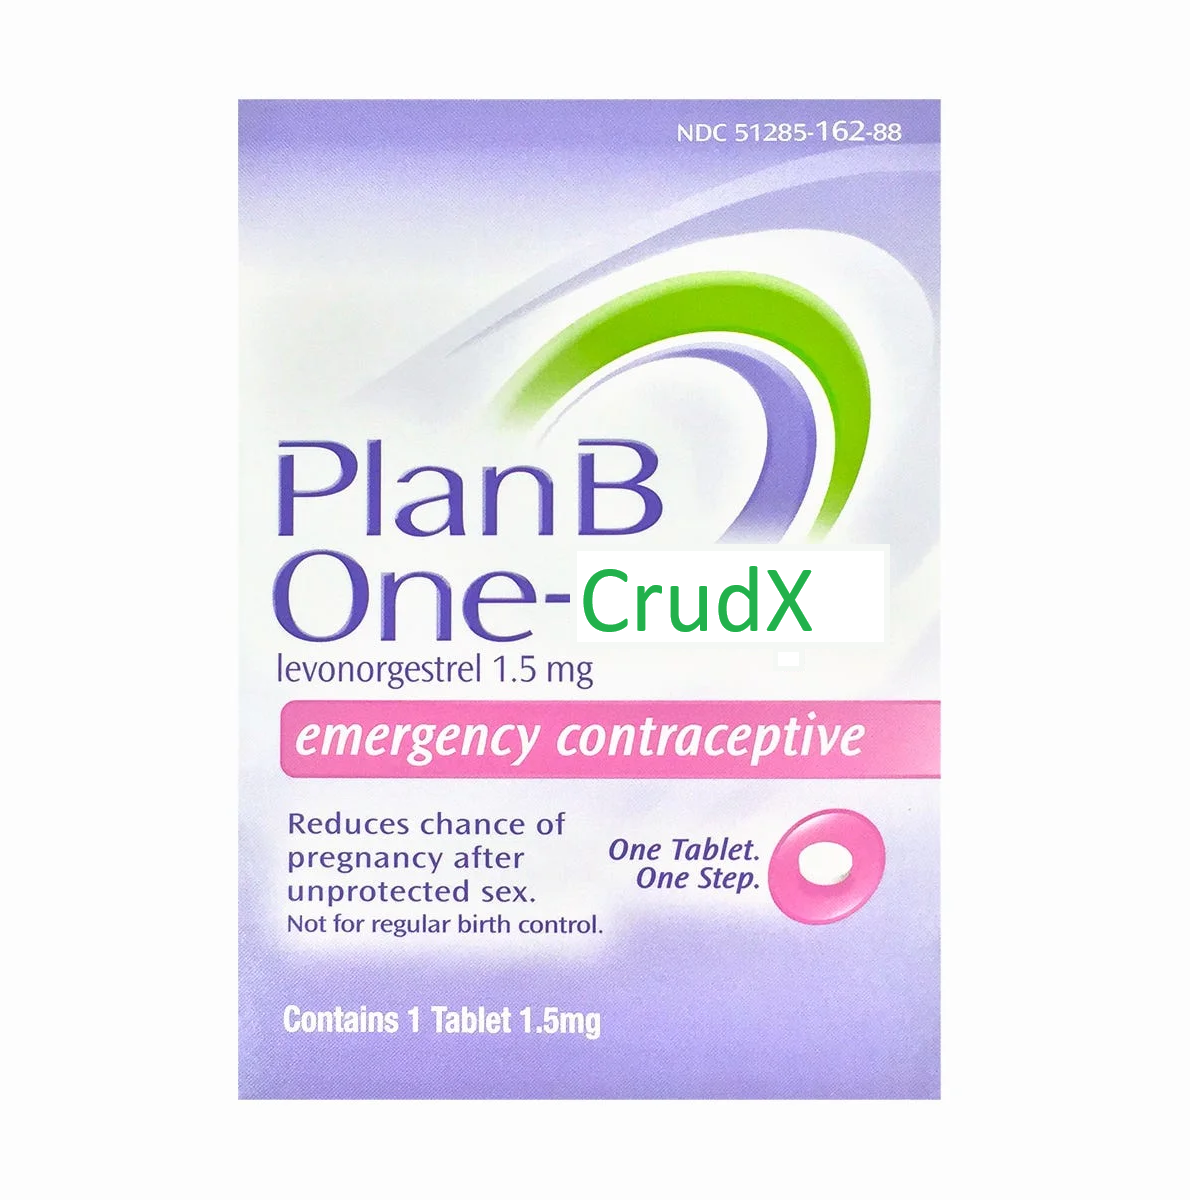 NDC 51285-162-88
Plan B
One-CrudX
levonorgestrel 1.5 mg
emergency contraceptive
Reduces chance of
pregnancy after
unprotected sex.
Not for regular birth control.
One Tablet.
One Step.
Contains 1 Tablet 1.5mg